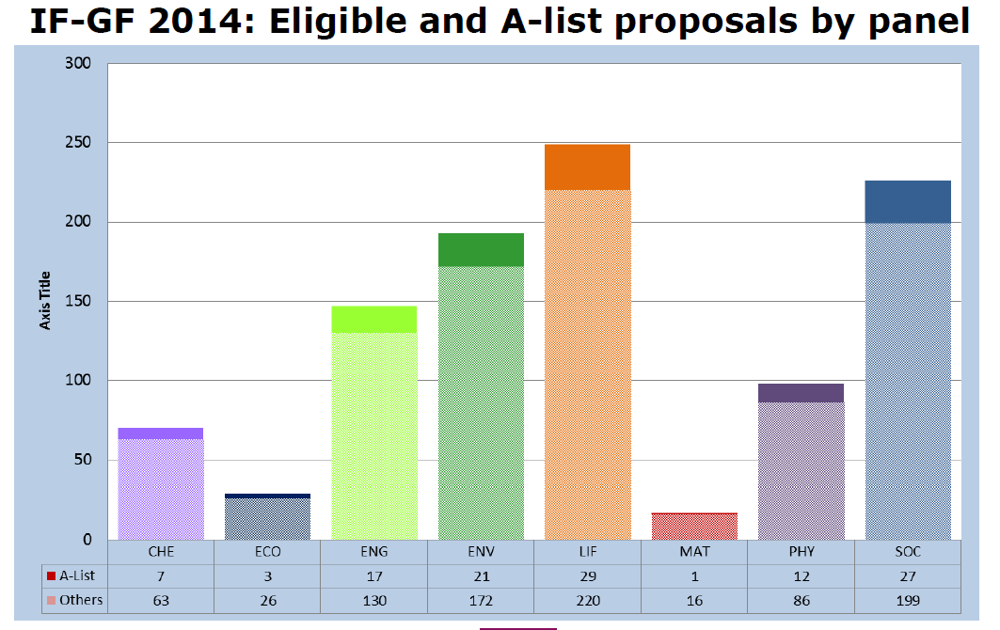 IF-GF 2014: Eligible and A-list proposals by panel
300
250
200
150
100
50
0
Axis Title
CHE ECO ENG ENV LIF MAT PHY SOC
A-List 7 3 17 21 29 1 12 27
Others 63 26 130 172 220 16 86 199